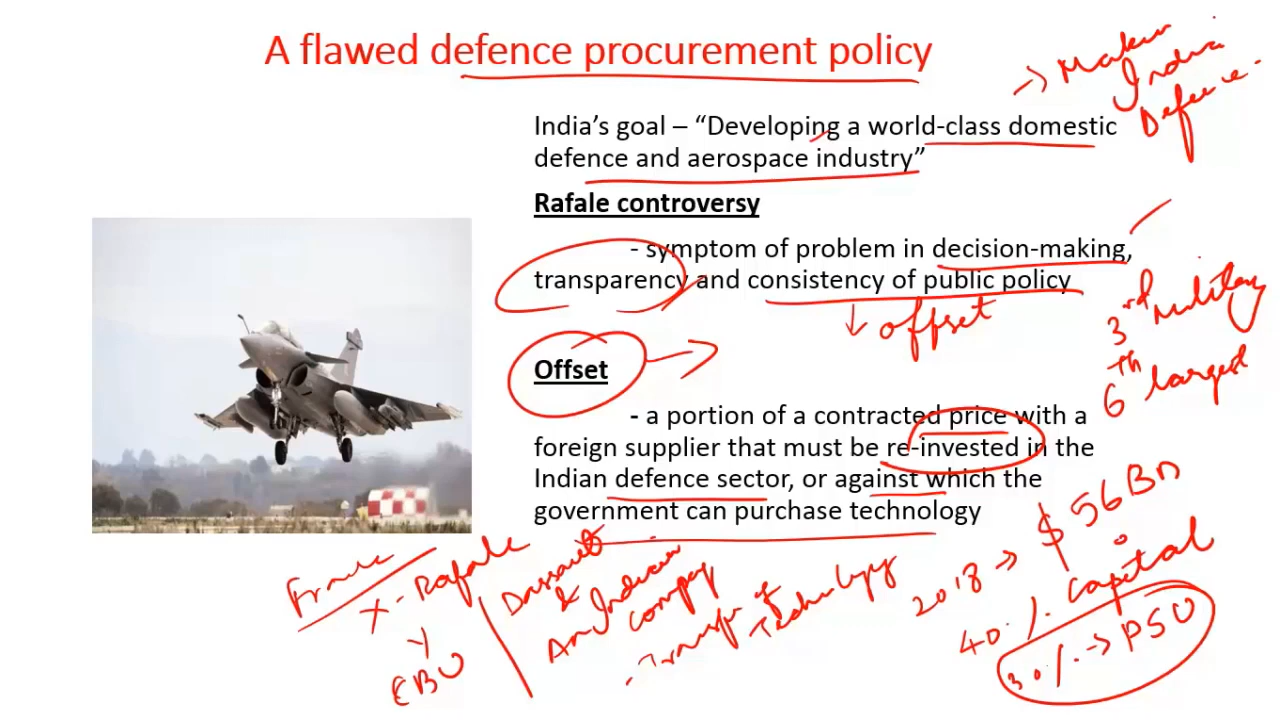 A flawed defence procurement policy
→ Make in
India
Defence
India’s goal – “Developing a world-class domestic
defence and aerospace industry”
Rafale controversy
- symptom of problem in decision-making,
transparency and consistency of public policy
↓ offset
3rd military
6th largest
Offset
- a portion of a contracted price with a
foreign supplier that must be re-invested in the
Indian defence sector, or against which the
government can purchase technology
2018 → $ 56 Bn
40% capital
30% → PSU
France
X - Rafale
CBU
Dassault
&
An Indian
company
- Transfer of
Technology